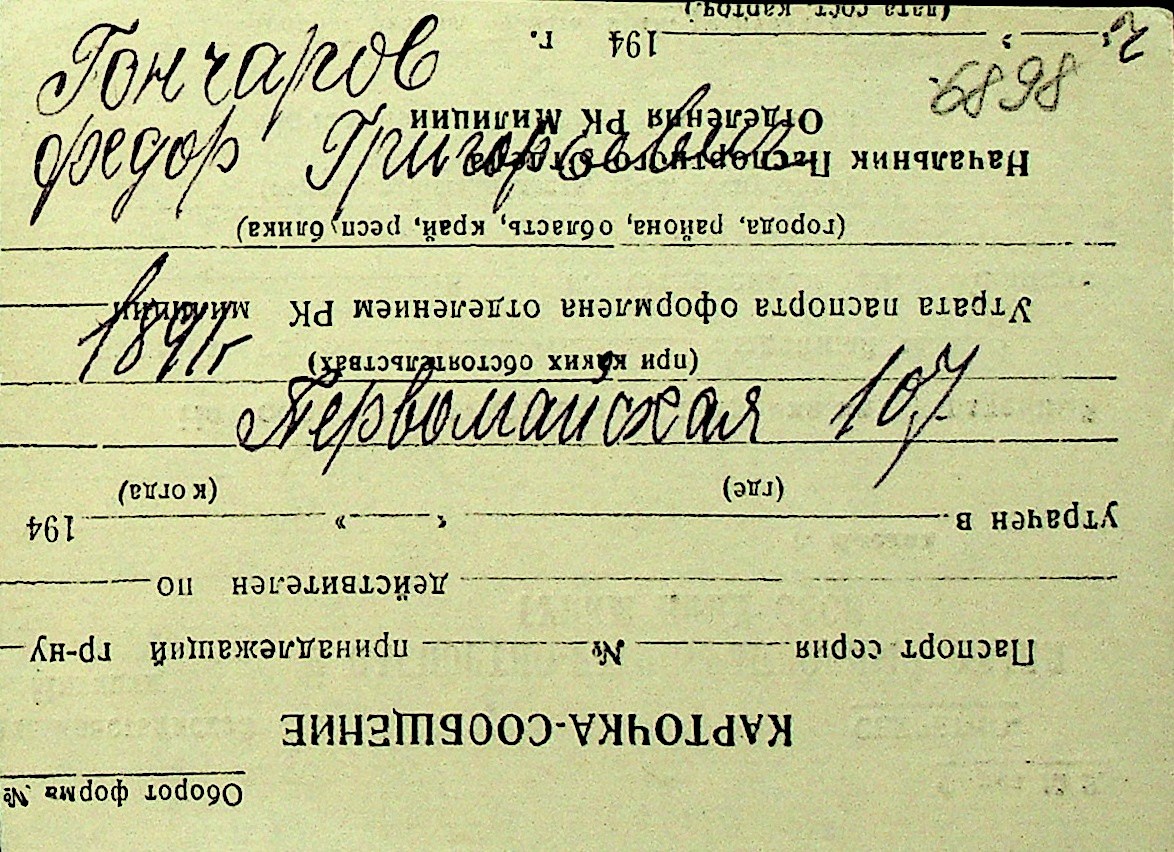 Гончаров
Федор Григорьевич
1891 г
Первомайская 107
6898
Оборот форма №
КАРТОЧКА-СООБЩЕНИЕ
Паспорт серия № принадлежащий гр-ну
действителен по
утрачен в « » 194
(где) (когда)
(при каких обстоятельствах)
Утрата паспорта оформлена отделением РК милиции
(города, района, область, край, республика)
Начальник Паспортного отдела
Отделения РК Милиции
« » 194 г.
(дата сост. карточ.)